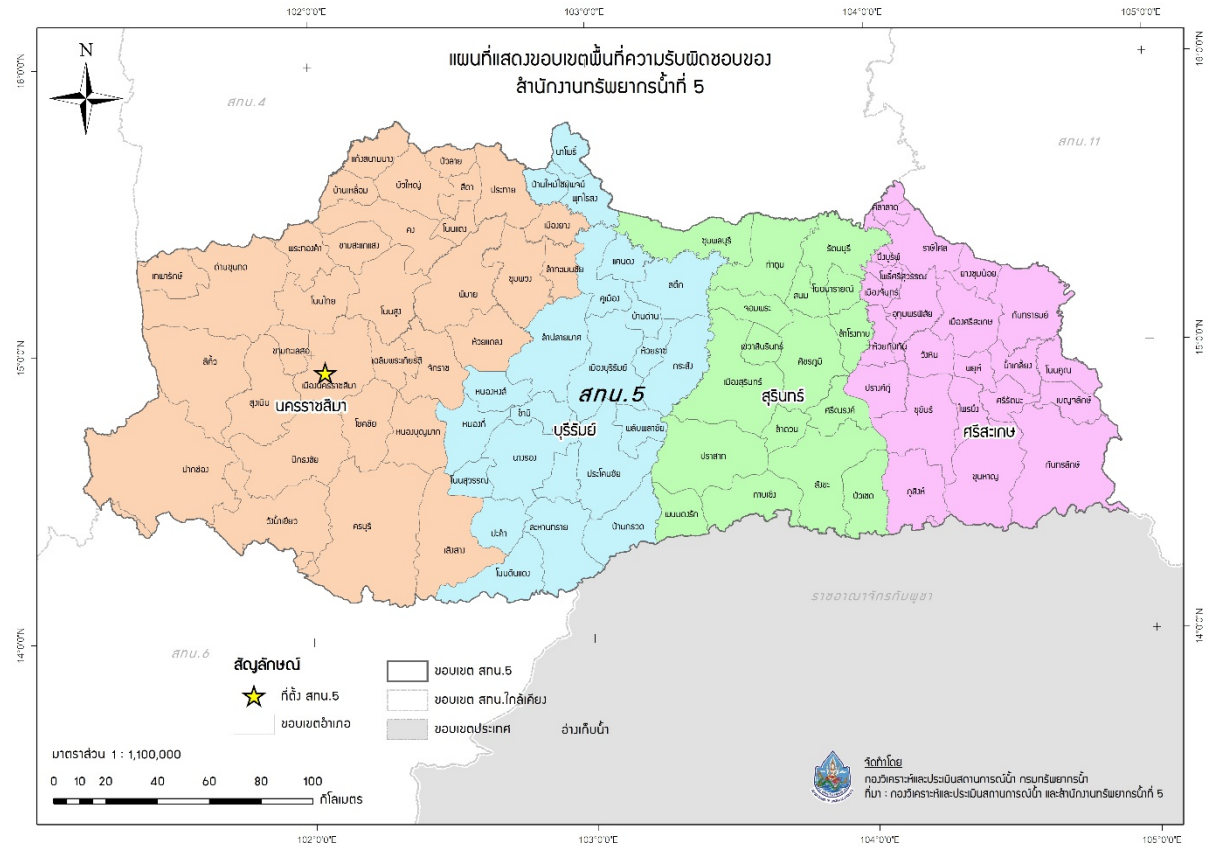 102°0'0"E
103°0'0"E
104°0'0"E
105°0'0"E
แผนที่แสดงขอบเขตพื้นที่ความรับผิดชอบของ
สำนักงานทรัพยากรน้ำที่ 5
N
16°0'0"N
16°0'0"N
สทน.4
สทน.11
นาโพธิ์
แก้งสนามนาง
บัวลาย
บ้านเหลื่อม
บัวใหญ่
สีดา
ประทาย
บ้านใหม่ไชยพจน์
พุทไธสง
ศิลาลาด
คง
โนนแดง
เมืองยาง
พระทองคำ
ขามสะแกแสง
ชุมพลบุรี
รัตนบุรี
ราษีไศล
บึงบูรพ์
เทพารักษ์
ด่านขุนทด
ชุมพวง
ลำทะเมนชัย
แคนดง
สตึก
ท่าตูม
โพธิ์ศรีสุวรรณ
ยางชุมน้อย
โนนไทย
โนนสูง
พิมาย
คูเมือง
สนม
โนนนารายณ์
เมืองจันทร์
บ้านด่าน
จอมพระ
อุทุมพรพิสัย
เมืองศรีสะเกษ
กันทรารมย์
15°0'0"N
15°0'0"N
สีคิ้ว
ขามทะเลสอ
เฉลิมพระเกียรติ
จักราช
ห้วยแถลง
ลำปลายมาศ
ห้วยราช
เขวาสินรินทร์
สำโรงทาบ
ห้วยทับทัน
วังหิน
เมืองบุรีรัมย์
กระสัง
ศีขรภูมิ
พยุห์
น้ำเกลี้ยง
โนนคูณ
เมืองนครราชสีมา
นครราชสีมา
สูงเนิน
หนองหงส์
สทน.5
เมืองสุรินทร์
สุรินทร์
ปรางค์กู่
ขุขันธ์
ไพรบึง
ศรีรัตนะ
เบญจลักษ์
โชคชัย
หนองบุญมาก
หนองกี่
ชำนิ
บุรีรัมย์
พลับพลาชัย
ศรีณรงค์
ลำดวน
ศรีสะเกษ
ปากช่อง
ปักธงชัย
นางรอง
ประโคนชัย
ปราสาท
กันทรลักษ์
โนนสุวรรณ
สังขะ
บัวเชด
ภูสิงห์
ขุนหาญ
กาบเชิง
พนมดงรัก
วังน้ำเขียว
ครบุรี
เสิงสาง
ปะคำ
ละหานทราย
บ้านกรวด
โนนดินแดง
ราชอาณาจักรกัมพูชา
14°0'0"N
14°0'0"N
สทน.6
สัญลักษณ์
ที่ตั้ง สทน.5
ขอบเขตอำเภอ
ขอบเขต สทน.5
ขอบเขต สทน.ใกล้เคียง
ขอบเขตประเทศ
อ่างเก็บน้ำ
มาตราส่วน 1 : 1,100,000
0 10 20 40 60 80 100
กิโลเมตร
จัดทำโดย
กองวิเคราะห์และประเมินสถานการณ์น้ำ กรมทรัพยากรน้ำ
ที่มา : กองวิเคราะห์และประเมินสถานการณ์น้ำ และสำนักงานทรัพยากรน้ำที่ 5
102°0'0"E
103°0'0"E
104°0'0"E
105°0'0"E